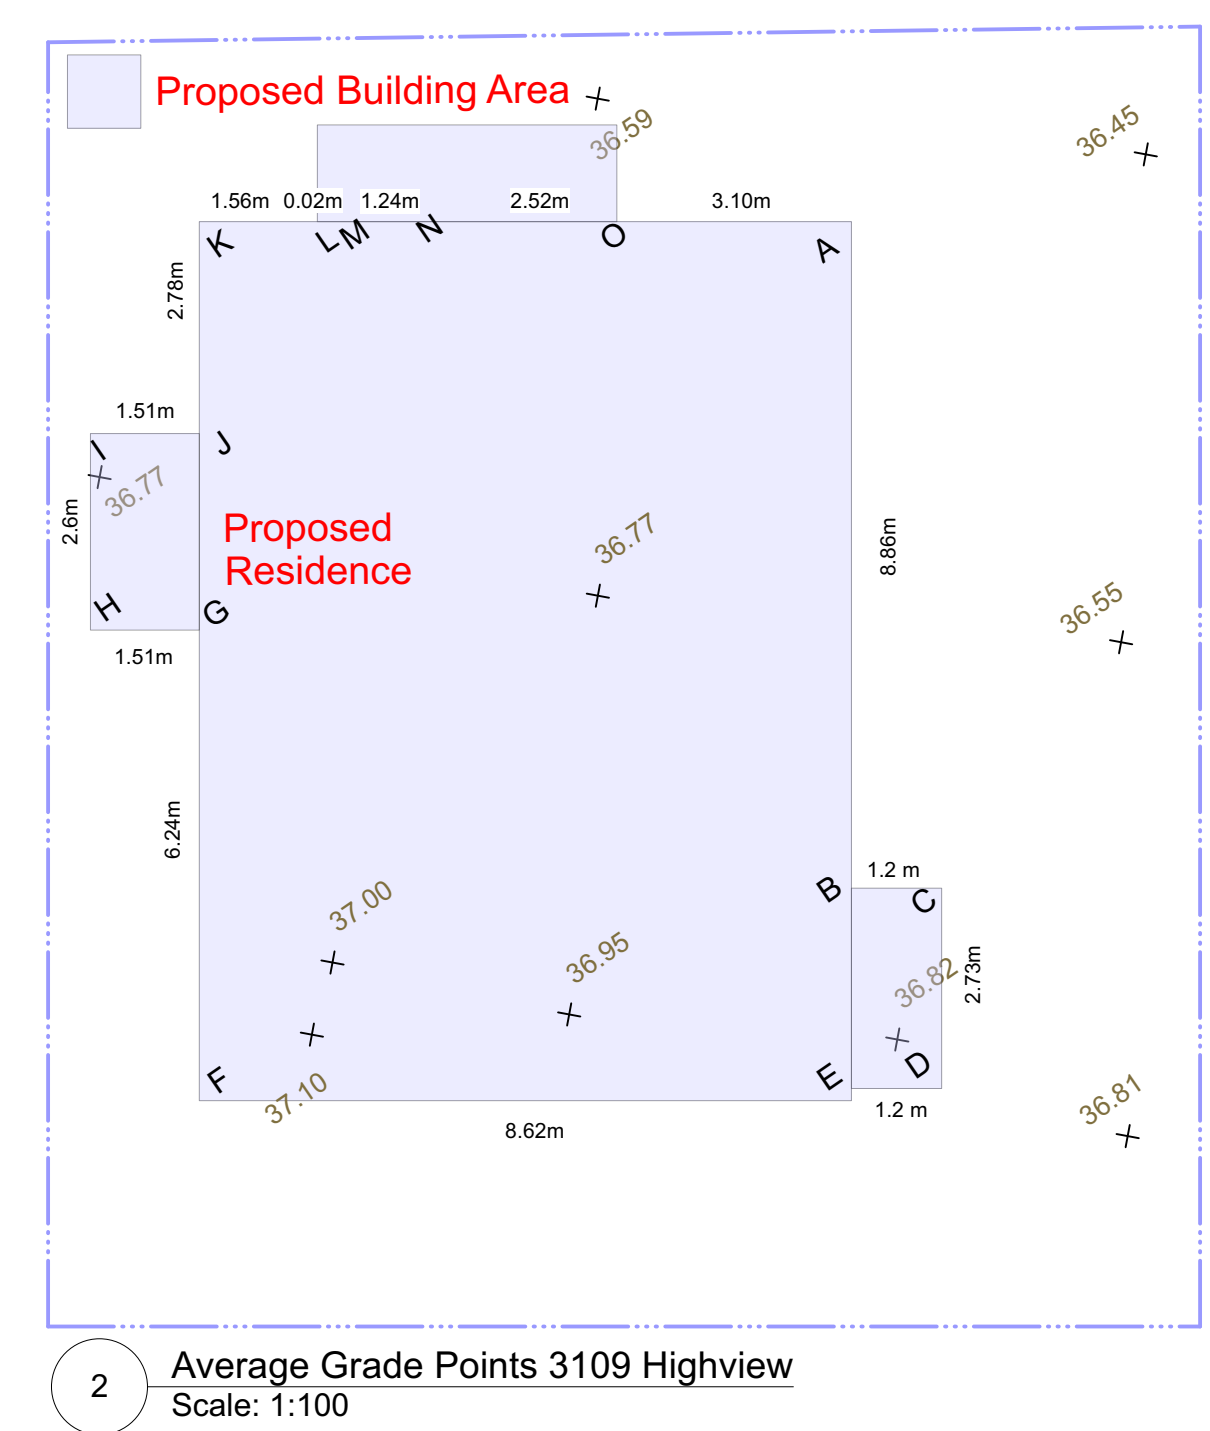 Proposed Building Area
36.59
36.45
1.56m 0.02m 1.24m 2.52m 3.10m
K L M N O A
2.78m
1.51m
I J
36.77
2.6m
Proposed
Residence
36.77
8.86m
36.55
H G
1.51m
6.24m
B 1.2 m
C
37.00
36.95
36.82
2.73m
F E D
37.10
1.2 m
36.81
8.62m
2
Average Grade Points 3109 Highview
Scale: 1:100